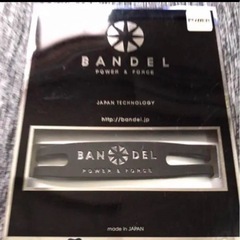 BANDEL
POWER & FORCE
JAPAN TECHNOLOGY
http://bandel.jp
BANDEL
POWER & FORCE
made in JAPAN